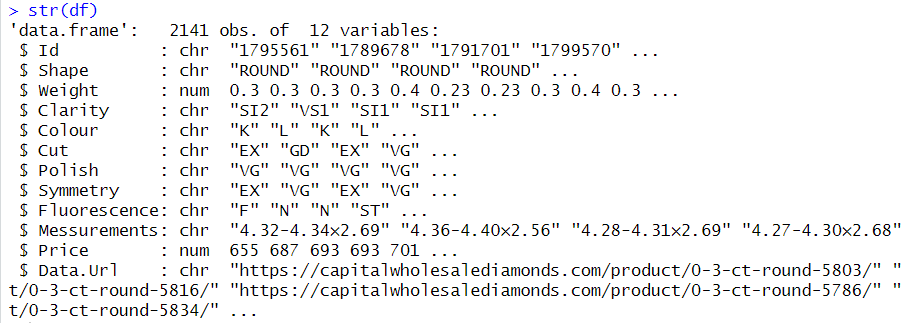 > str(df)
'data.frame':   2141 obs. of  12 variables:
 $ Id          : chr  "1795561" "1789678" "1791701" "1799570" ...
 $ Shape       : chr  "ROUND" "ROUND" "ROUND" "ROUND" ...
 $ Weight      : num  0.3 0.3 0.3 0.3 0.4 0.23 0.23 0.3 0.4 0.3 ...
 $ Clarity     : chr  "SI2" "VS1" "SI1" "SI1" ...
 $ Colour      : chr  "K" "L" "K" "L" ...
 $ Cut         : chr  "EX" "GD" "EX" "VG" ...
 $ Polish      : chr  "VG" "VG" "VG" "VG" ...
 $ Symmetry    : chr  "EX" "VG" "EX" "VG" ...
 $ Fluorescence: chr  "F" "N" "N" "ST" ...
 $ Messurements: chr  "4.32-4.34×2.69" "4.36-4.40×2.56" "4.28-4.31×2.69" "4.27-4.30×2.68"
 $ Price       : num  655 687 693 693 701 ...
 $ Data.Url    : chr  "https://capitalwholesalediamonds.com/product/0-3-ct-round-5803/" "
t/0-3-ct-round-5816/" "https://capitalwholesalediamonds.com/product/0-3-ct-round-5786/" "
t/0-3-ct-round-5834/" ...